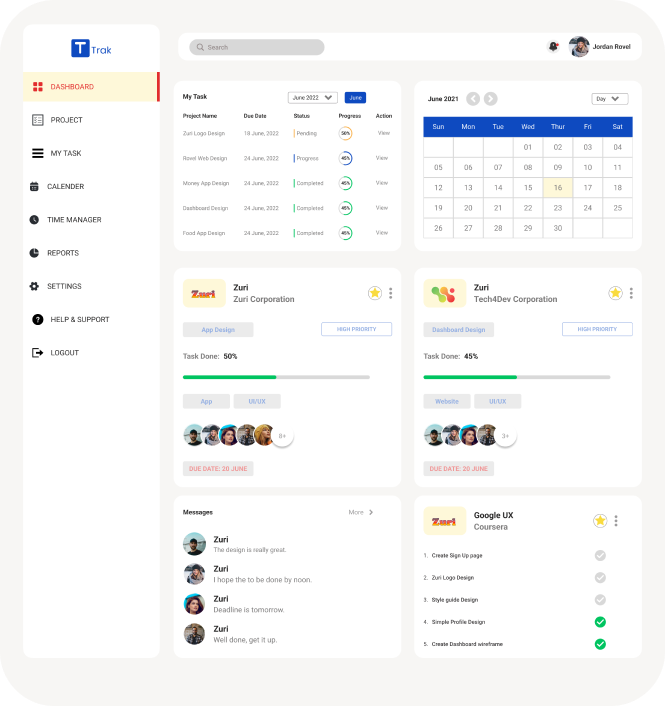 T Trak
DASHBOARD
PROJECT
MY TASK
CALENDER
TIME MANAGER
REPORTS
SETTINGS
HELP & SUPPORT
LOGOUT
Search
Jordan Rovel
My Task
June 2022
June
Project Name Due Date Status Progress Action
Zuri Logo Design 18 June, 2022 Pending 50% View
Rovel Web Design 24 June, 2022 Progress 45% View
Money App Design 24 June, 2022 Completed 45% View
Dashboard Design 24 June, 2022 Completed 45% View
Food App Design 24 June, 2022 Completed 45% View
June 2021
Day
Sun Mon Tue Wed Thur Fri Sat
01 02 03 04
05 06 07 08 09 10 11
12 13 14 15 16 17 18
19 20 21 22 23 24 25
26 27 28 29 30
Zuri
Zuri
Zuri Corporation
App Design
HIGH PRIORITY
Task Done: 50%
App
UI/UX
8+
DUE DATE: 20 JUNE
Zuri
Tech4Dev Corporation
Dashboard Design
HIGH PRIORITY
Task Done: 45%
Website
UI/UX
3+
DUE DATE: 20 JUNE
Messages
More
Zuri
The design is really great.
Zuri
I hope the to be done by noon.
Zuri
Deadline is tomorrow.
Zuri
Well done, get it up.
Zuri
Google UX
Coursera
1. Create Sign Up page
2. Zuri Logo Design
3. Style guide Design
4. Simple Profile Design
5. Create Dashboard wireframe